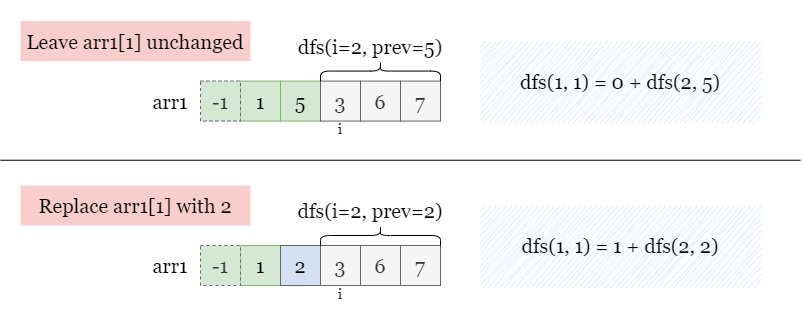 Leave arr1[1] unchanged
dfs(i=2, prev=5)
arr1 -1 1 5 3 6 7
i
dfs(1, 1) = 0 + dfs(2, 5)
Replace arr1[1] with 2
dfs(i=2, prev=2)
arr1 -1 1 2 3 6 7
i
dfs(1, 1) = 1 + dfs(2, 2)